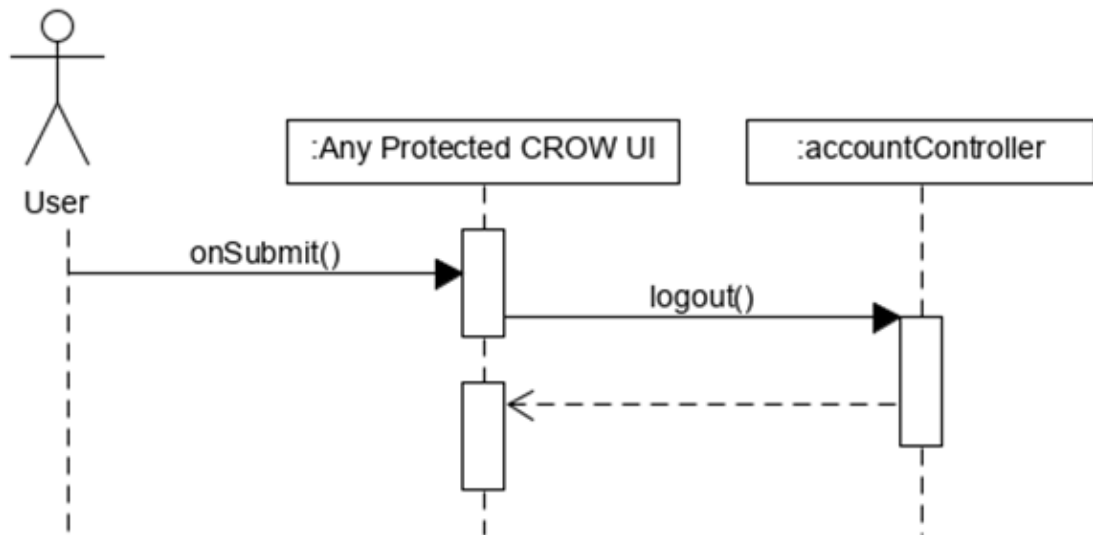 :Any Protected CROW UI
:accountController
User
onSubmit()
logout()